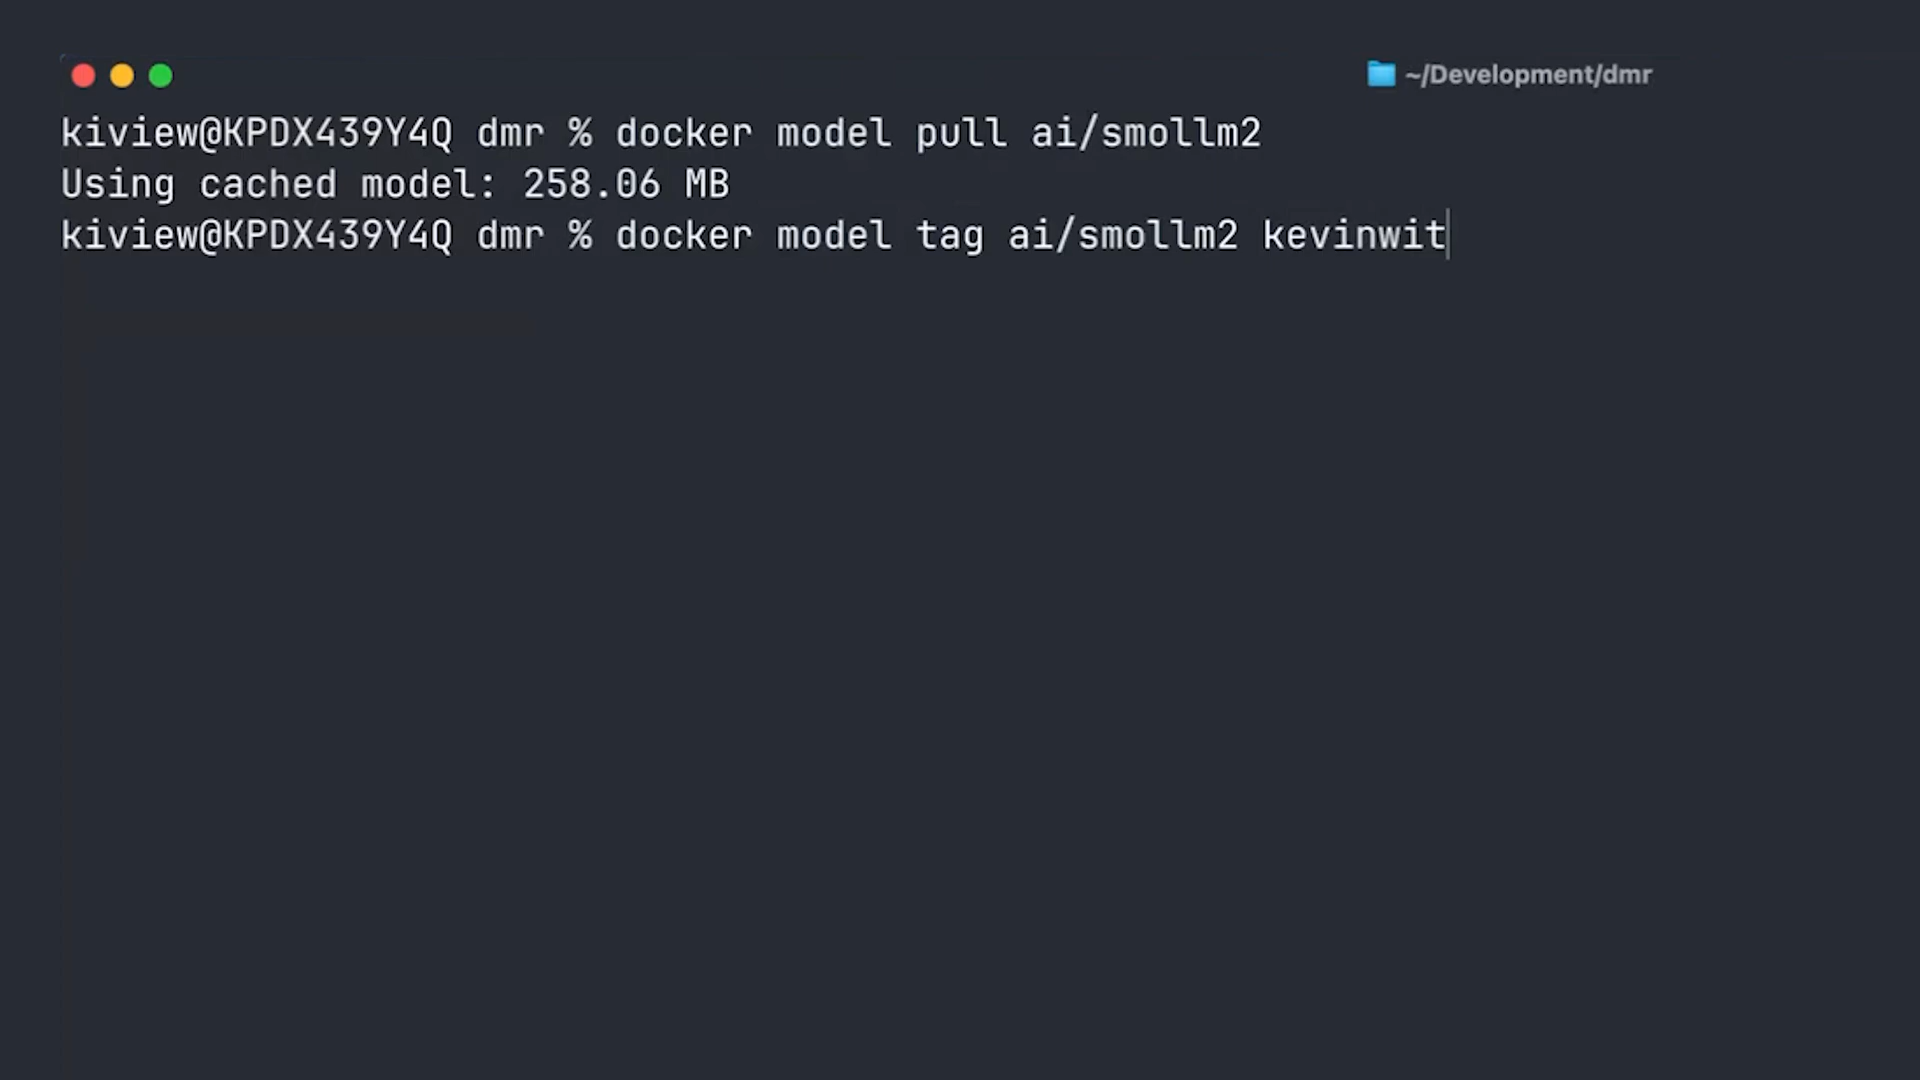 ~/Development/dmr
kiview@KPDX439Y4Q dmr % docker model pull ai/smollm2
Using cached model: 258.06 MB
kiview@KPDX439Y4Q dmr % docker model tag ai/smollm2 kevinwit